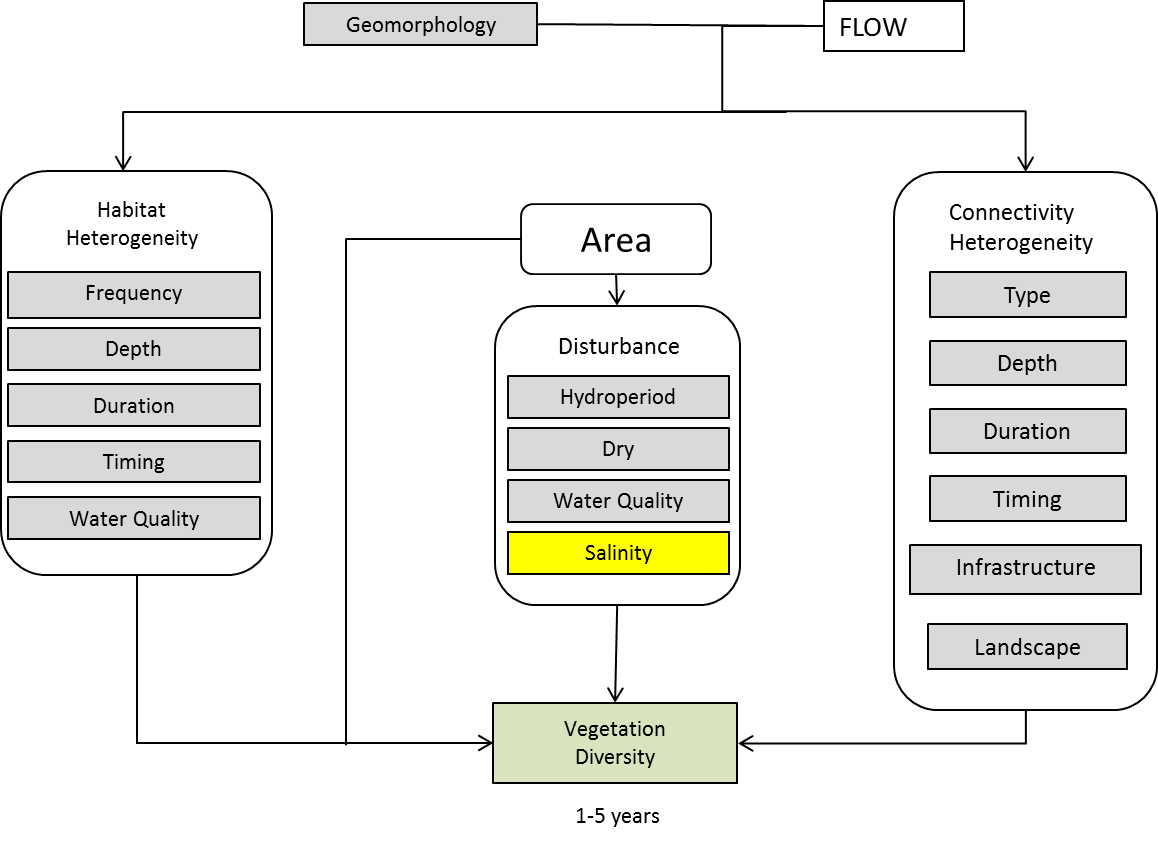 Geomorphology
FLOW
Habitat
Heterogeneity
Frequency
Depth
Duration
Timing
Water Quality
Area
Disturbance
Hydroperiod
Dry
Water Quality
Salinity
Connectivity
Heterogeneity
Type
Depth
Duration
Timing
Infrastructure
Landscape
Vegetation
Diversity
1-5 years